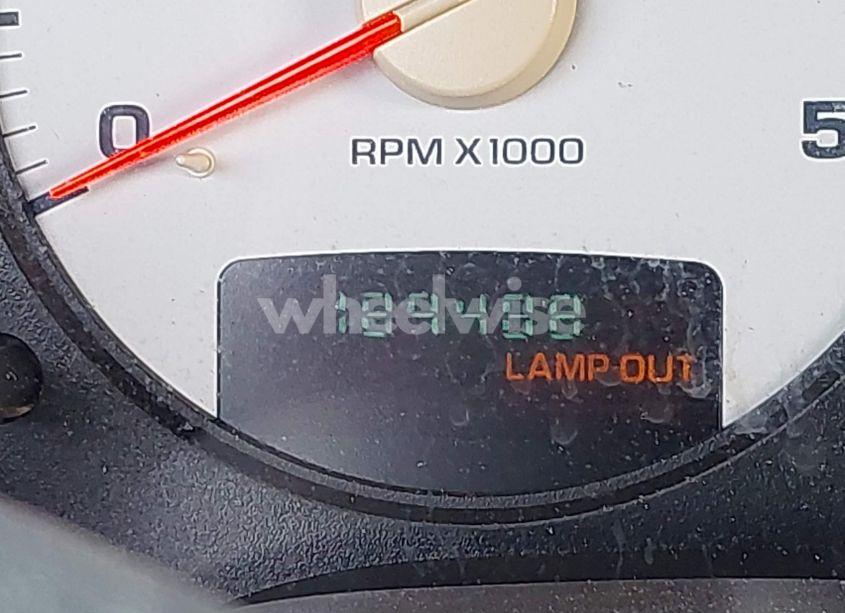 0
5
RPM X1000
wheelwise
LAMP OUT